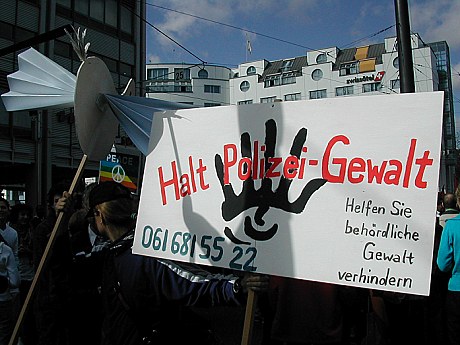 Halt Polizei-Gewalt
061 681 55 22
Helfen Sie
behördliche
Gewalt
verhindern